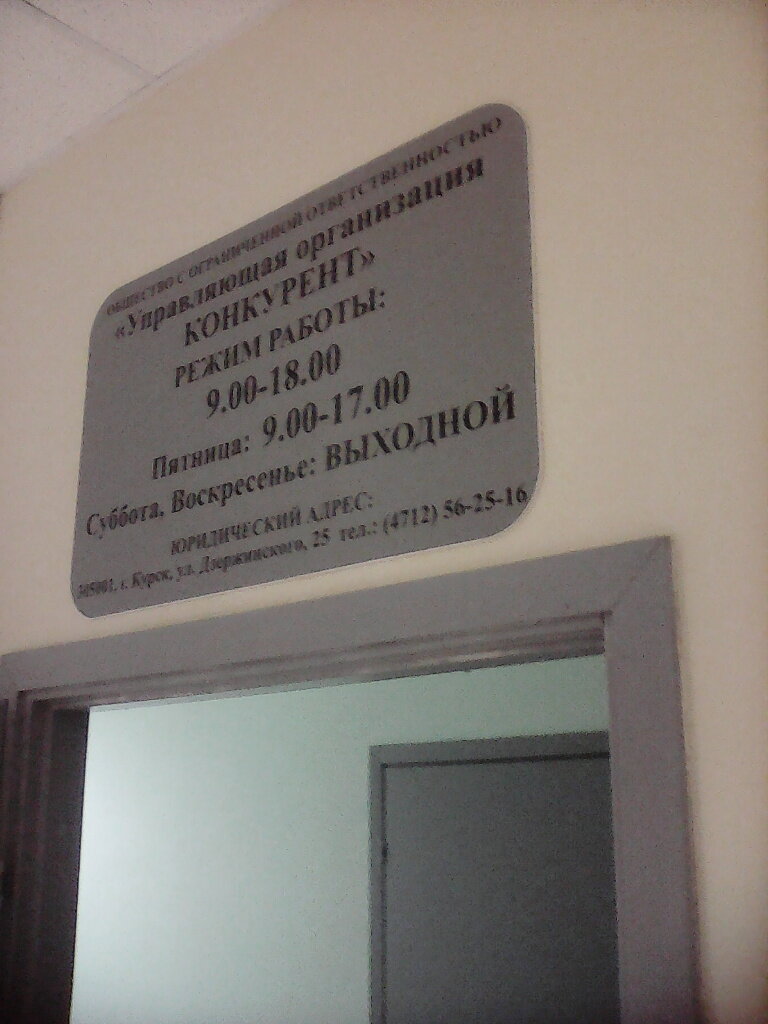 ОБЩЕСТВО С ОГРАНИЧЕННОЙ ОТВЕТСТВЕННОСТЬЮ
«Управляющая организация
КОНКУРЕНТ»
РЕЖИМ РАБОТЫ:
9.00-18.00
Пятница: 9.00-17.00
Суббота, Воскресенье: ВЫХОДНОЙ
ЮРИДИЧЕСКИЙ АДРЕС:
305001, г. Курск, ул. Дзержинского, 25 тел.: (4712) 56-25-16